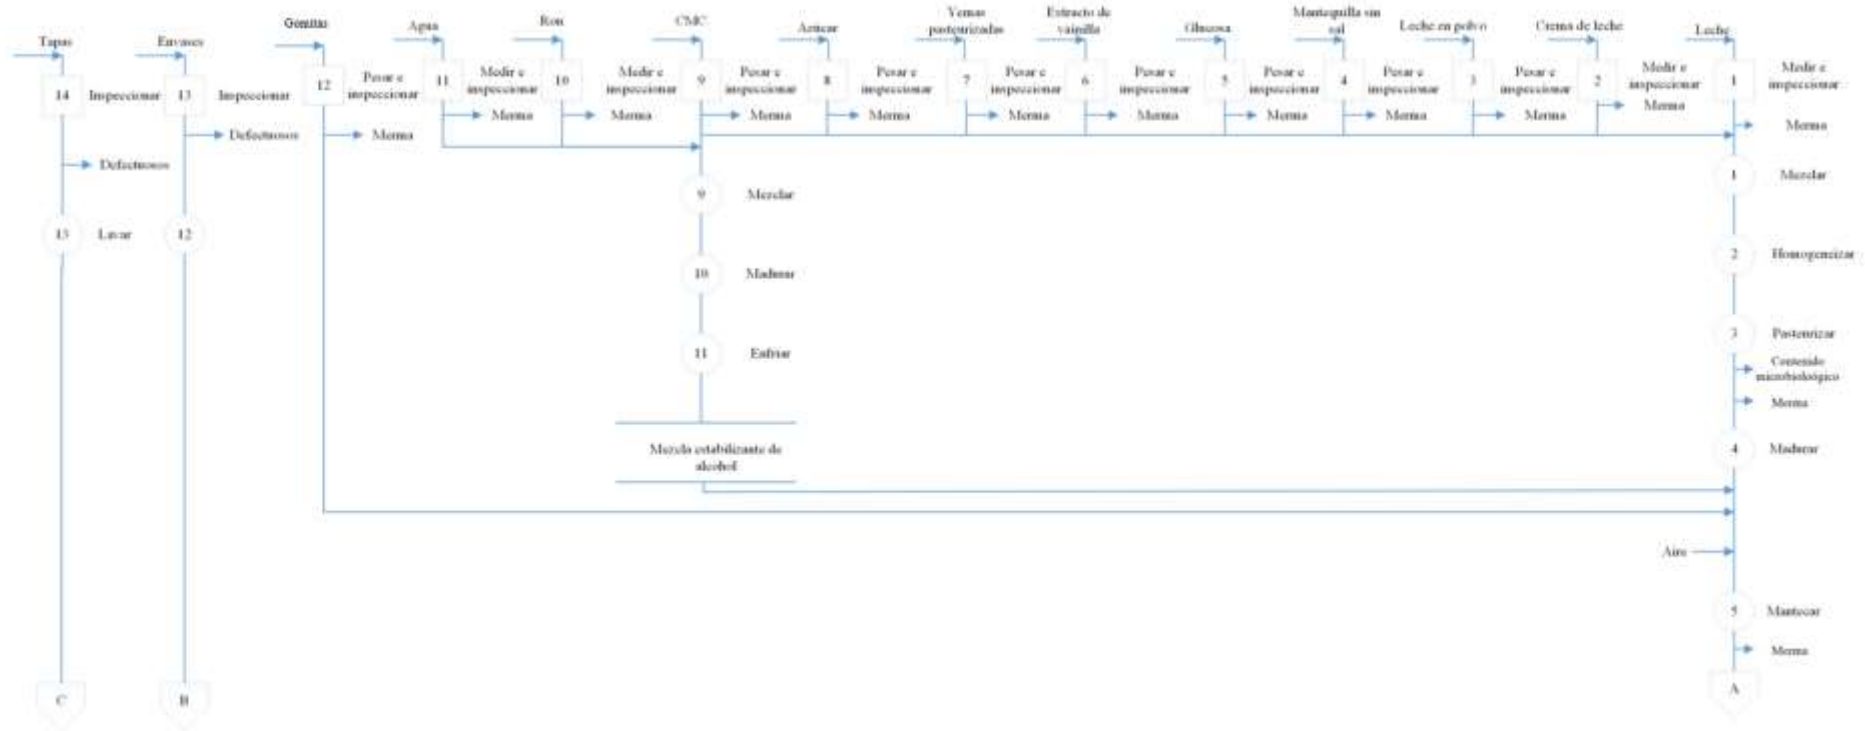 Tapas
Envases
Gomitas
Agua
Ron
CMC
Azúcar
Yemas
pasteurizadas
Extracto de
vainilla
Glucosa
Mantequilla sin
sal
Leche en polvo
Crema de leche
Leche
14
Inspeccionar
13
Inspeccionar
12
Pesar e
inspeccionar
11
Medir e
inspeccionar
10
Medir e
inspeccionar
9
Pesar e
inspeccionar
8
Pesar e
inspeccionar
7
Pesar e
inspeccionar
6
Pesar e
inspeccionar
5
Pesar e
inspeccionar
4
Pesar e
inspeccionar
3
Pesar e
inspeccionar
2
Medir e
inspeccionar
1
Medir e
inspeccionar
Defectuosos
Defectuosos
Merma
Merma
Merma
Merma
Merma
Merma
Merma
Merma
Merma
Merma
Merma
Merma
13
Lavar
12
9
Mezclar
10
Madurar
11
Enfriar
Mezcla estabilizante de
alcohol
1
Mezclar
2
Homogeneizar
3
Pasteurizar
Contenido
microbiológico
Merma
4
Madurar
Aire
5
Mantecar
Merma
C
B
A